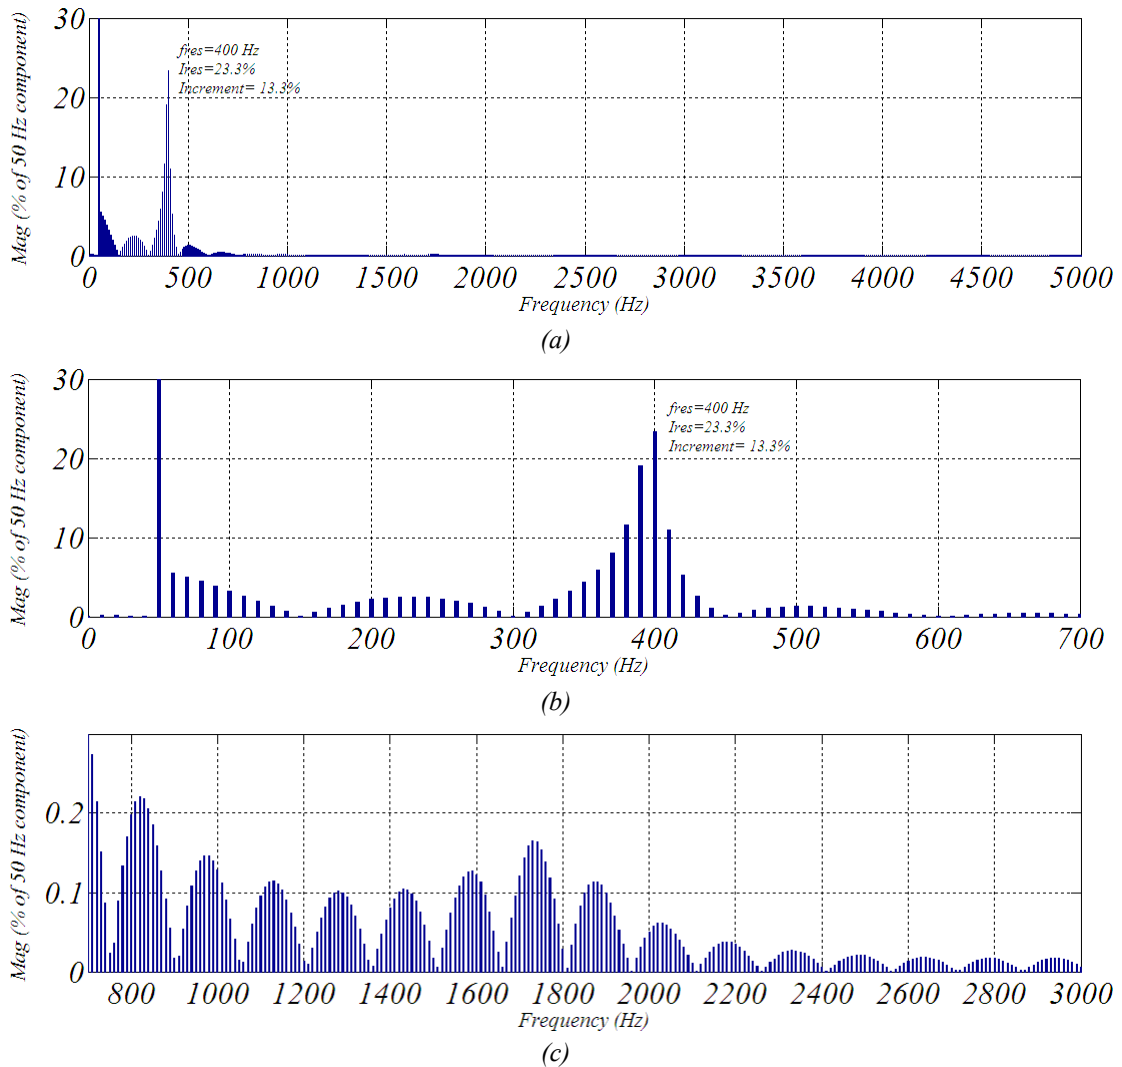 Mag (% of 50 Hz component)
30
20
10
0
fres=400 Hz
Ires=23.3%
Increment= 13.3%
0 500 1000 1500 2000 2500 3000 3500 4000 4500 5000
Frequency (Hz)
(a)
Mag (% of 50 Hz component)
30
20
10
0
fres=400 Hz
Ires=23.3%
Increment= 13.3%
0 100 200 300 400 500 600 700
Frequency (Hz)
(b)
Mag (% of 50 Hz component)
0.2
0.1
0
800 1000 1200 1400 1600 1800 2000 2200 2400 2600 2800 3000
Frequency (Hz)
(c)